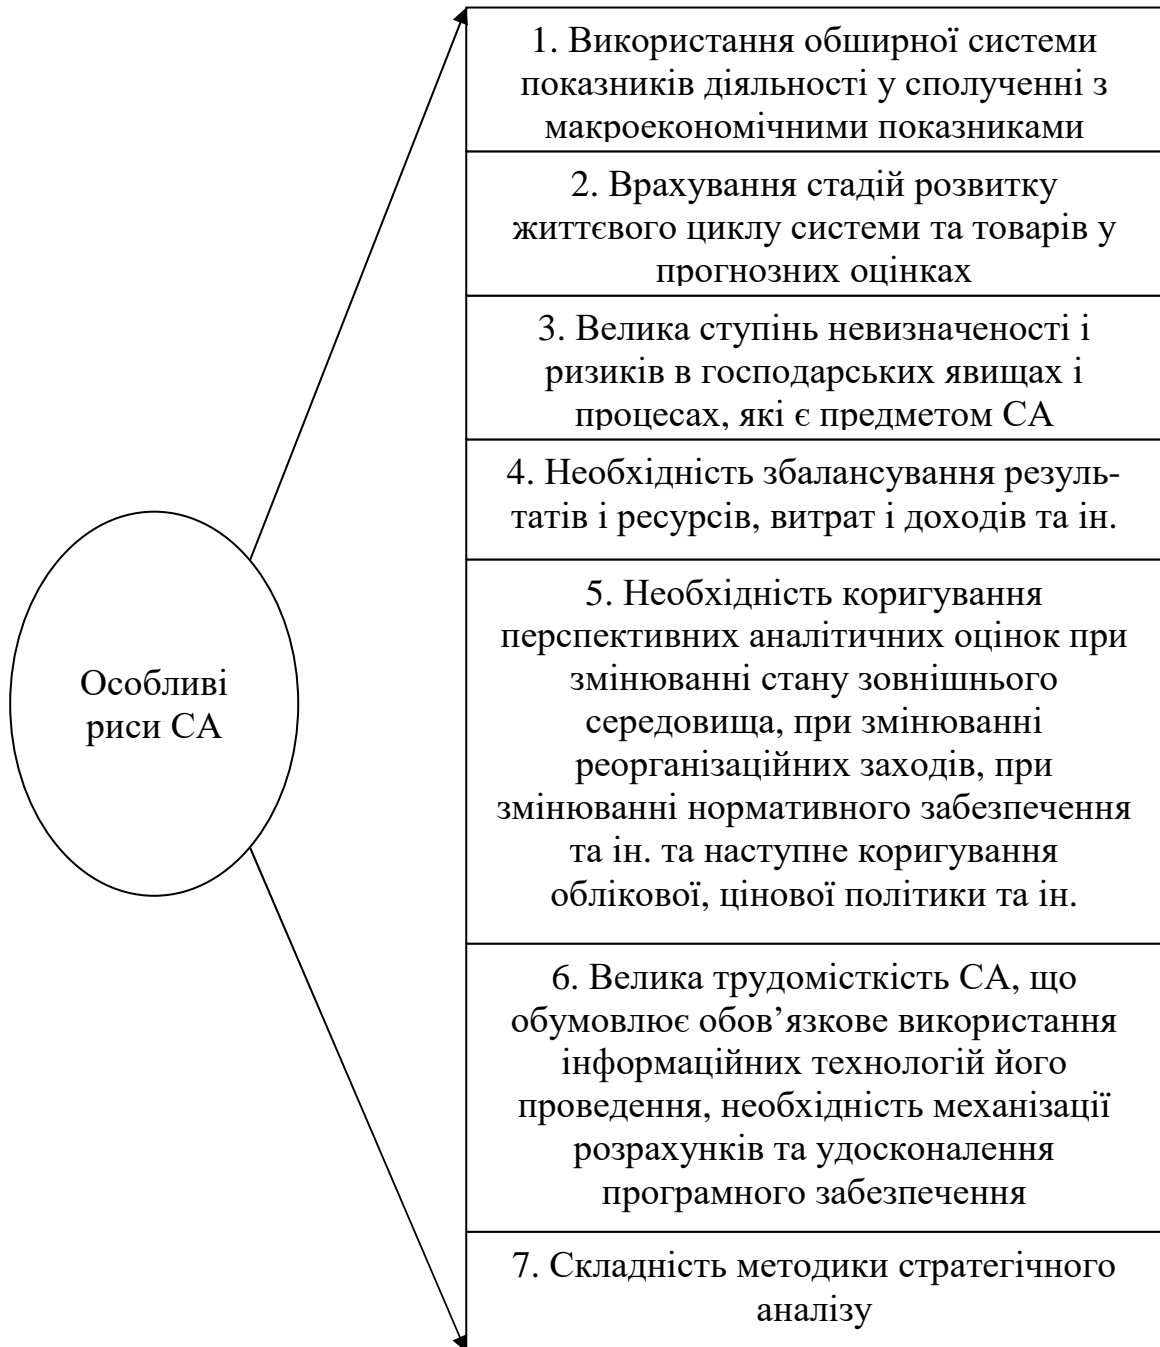 1. Використання обширної системи
показників діяльності у сполученні з
макроекономічними показниками
2. Врахування стадій розвитку
життєвого циклу системи та товарів у
прогнозних оцінках
3. Велика ступінь невизначеності і
ризиків в господарських явищах і
процесах, які є предметом СА
4. Необхідність збалансування резуль-
татів і ресурсів, витрат і доходів та ін.
5. Необхідність коригування
перспективних аналітичних оцінок при
змінюванні стану зовнішнього
середовища, при змінюванні
реорганізаційних заходів, при
змінюванні нормативного забезпечення
та ін. та наступне коригування
облікової, цінової політики та ін.
6. Велика трудомісткість СА, що
обумовлює обов’язкове використання
інформаційних технологій його
проведення, необхідність механізації
розрахунків та удосконалення
програмного забезпечення
7. Складність методики стратегічного
аналізу
Особливі
риси СА